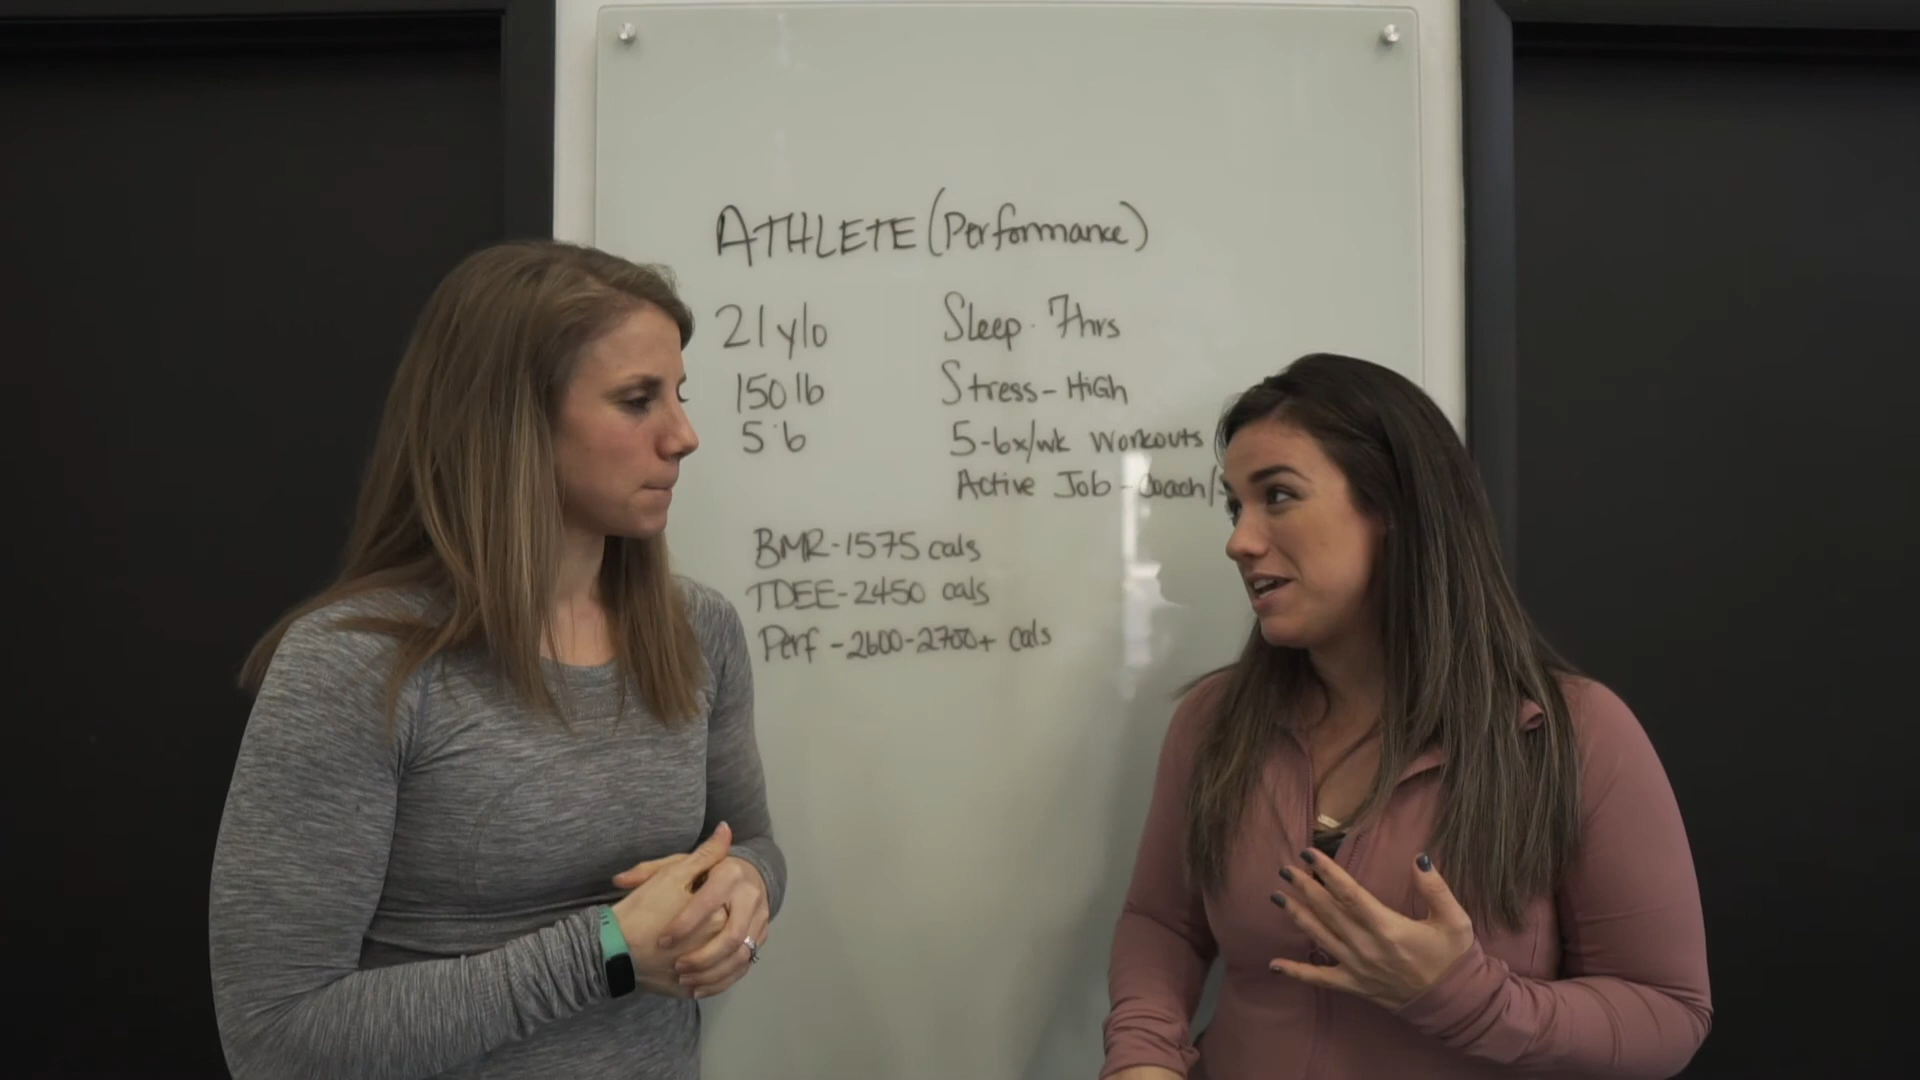 ATHLETE (Performance)
21 y/o Sleep - 7hrs
150 lb Stress - HiGh
5'6 5-6x/wk Workouts
Active Job - Coach/
BMR - 1575 cals
TDEE - 2450 cals
Perf - 2600-2700+ cals